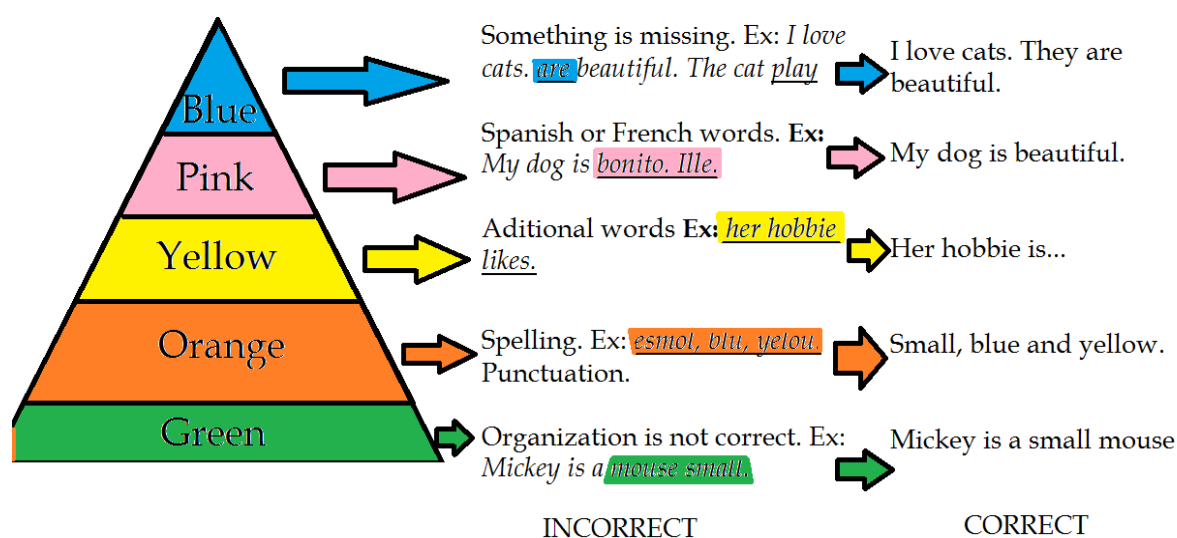 Something is missing. Ex: I love
cats. are beautiful. The cat play
I love cats. They are
beautiful.
Blue
Spanish or French words. Ex:
My dog is bonito. Ille.
My dog is beautiful.
Pink
Aditional words Ex: her hobbie
likes.
Her hobbie is...
Yellow
Spelling. Ex: esmol, blu, yelou.
Punctuation.
Small, blue and yellow.
Orange
Organization is not correct. Ex:
Mickey is a mouse small.
Mickey is a small mouse
Green
INCORRECT
CORRECT